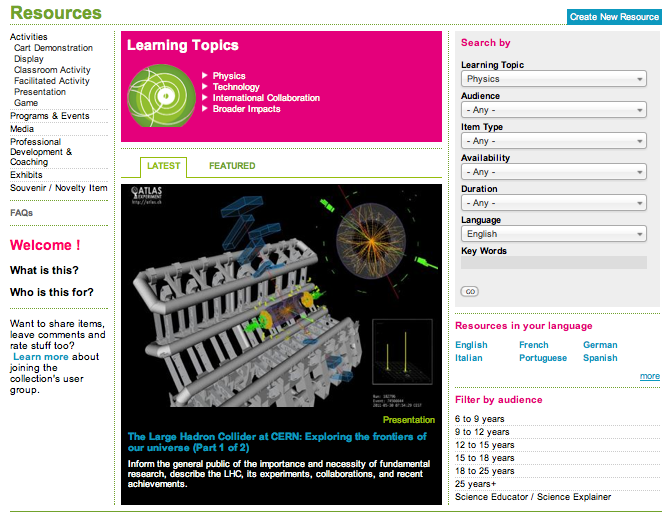 Resources
Create New Resource
Activities
Cart Demonstration
Display
Classroom Activity
Facilitated Activity
Presentation
Game
Programs & Events
Media
Professional
Development &
Coaching
Exhibits
Souvenir / Novelty Item
FAQs
Welcome !
What is this?
Who is this for?
Want to share items,
leave comments and
rate stuff too?
Learn more about
joining the
collection's user
group.
Learning Topics
Physics
Technology
International Collaboration
Broader Impacts
LATEST
FEATURED
ATLAS
EXPERIMENT
http://atlas.ch
Presentation
The Large Hadron Collider at CERN: Exploring the frontiers of
our universe (Part 1 of 2)
Inform the general public of the importance and necessity of fundamental
research, describe the LHC, its experiments, collaborations, and recent
achievements.
Search by
Learning Topic
Physics
Audience
- Any -
Item Type
- Any -
Availability
- Any -
Duration
- Any -
Language
English
Key Words
GO
Resources in your language
English French German
Italian Portuguese Spanish
more
Filter by audience
6 to 9 years
9 to 12 years
12 to 15 years
15 to 18 years
18 to 25 years
25 years+
Science Educator / Science Explainer